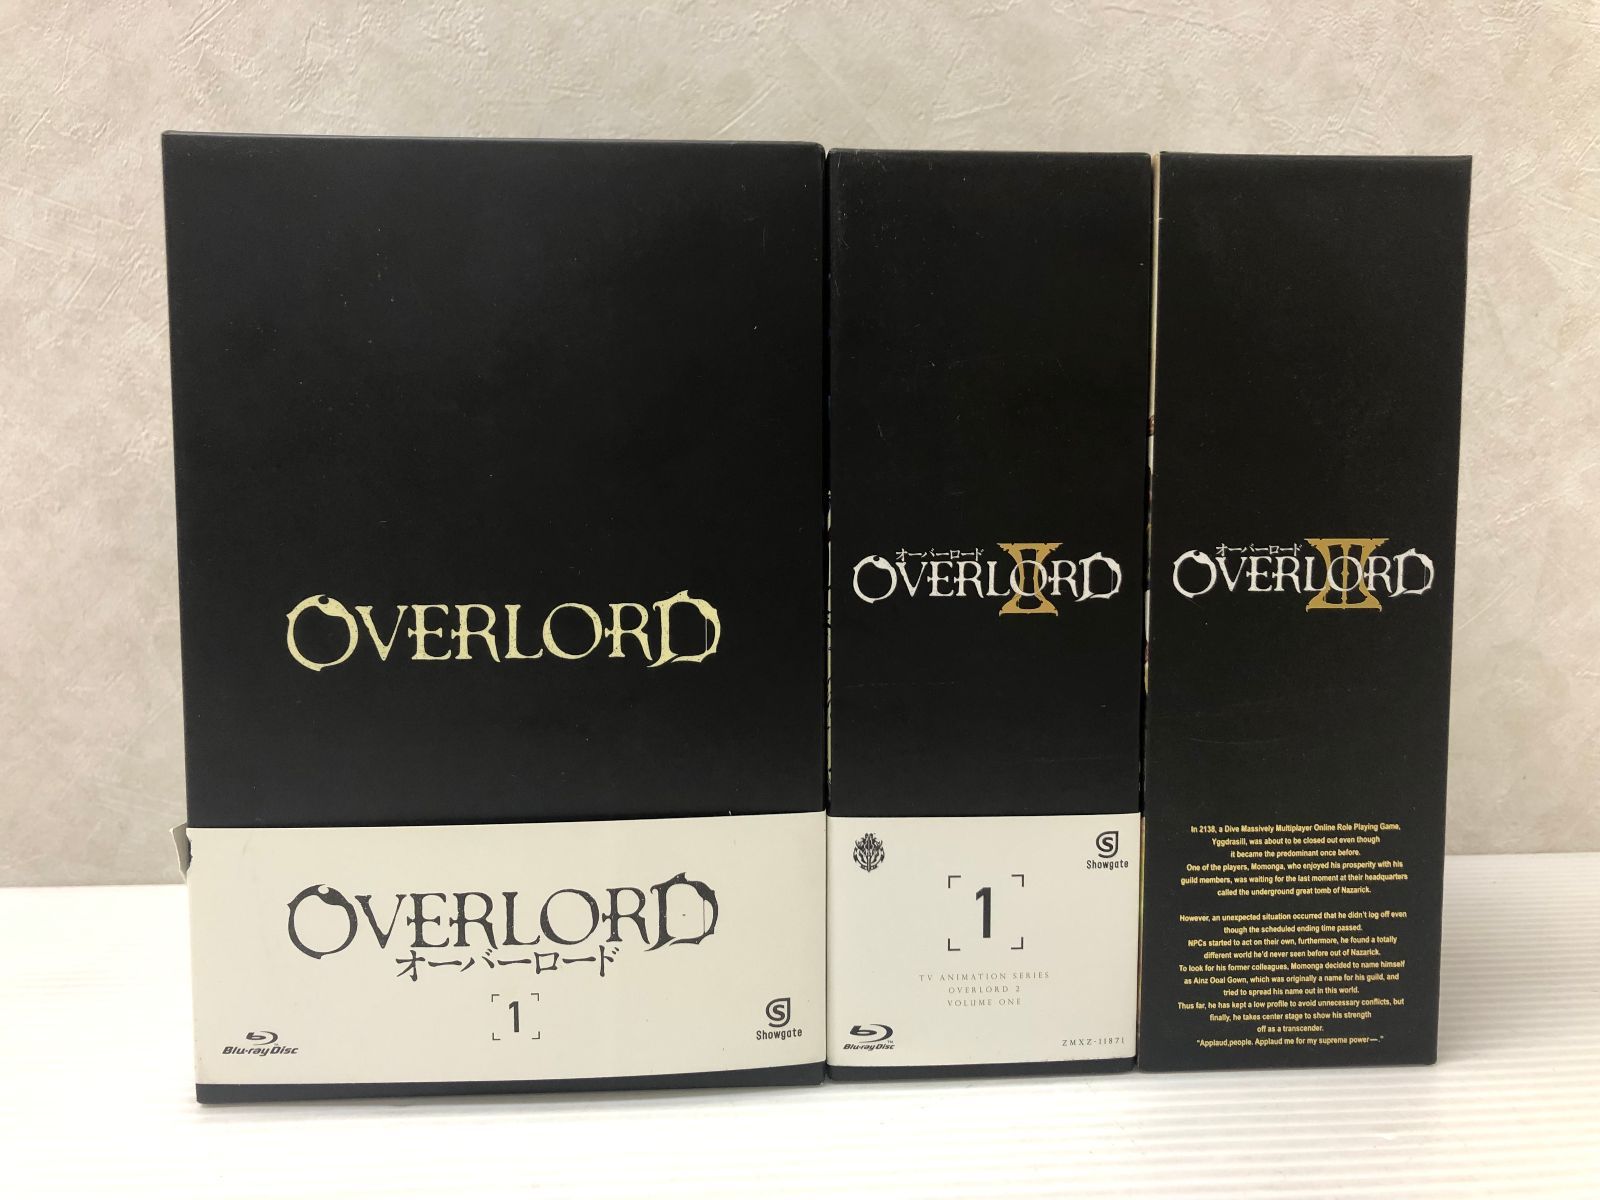 OVERLORD
OVERLORD
オーバーロード
1
Blu-ray Disc
Showgate
オーバーロード
OVERLORD II
Showgate
1
TV ANIMATION SERIES
OVERLORD 2
VOLUME ONE
Blu-ray Disc
ZMXZ-11871
オーバーロード
OVERLORD III
In 2138, a Dive Massively Multiplayer Online Role Playing Game,
Yggdrasill, was about to be closed out even though
it became the predominant once before.
One of the players, Momonga, who enjoyed his prosperity with his
guild members, was waiting for the last moment at their headquarters
called the underground great tomb of Nazarick.
However, an unexpected situation occurred that he didn't log off even
though the scheduled ending time passed.
NPCs started to act on their own, furthermore, he found a totally
different world he'd never seen before out of Nazarick.
To look for his former colleagues, Momonga decided to name himself
as Ainz Ooal Gown, which was originally a name for his guild, and
tried to spread his name out in this world.
Thus far, he has kept a low profile to avoid unnecessary conflicts, but
finally, he takes center stage to show his strength
off as a transcender.
"Applaud,people. Applaud me for my supreme power—."